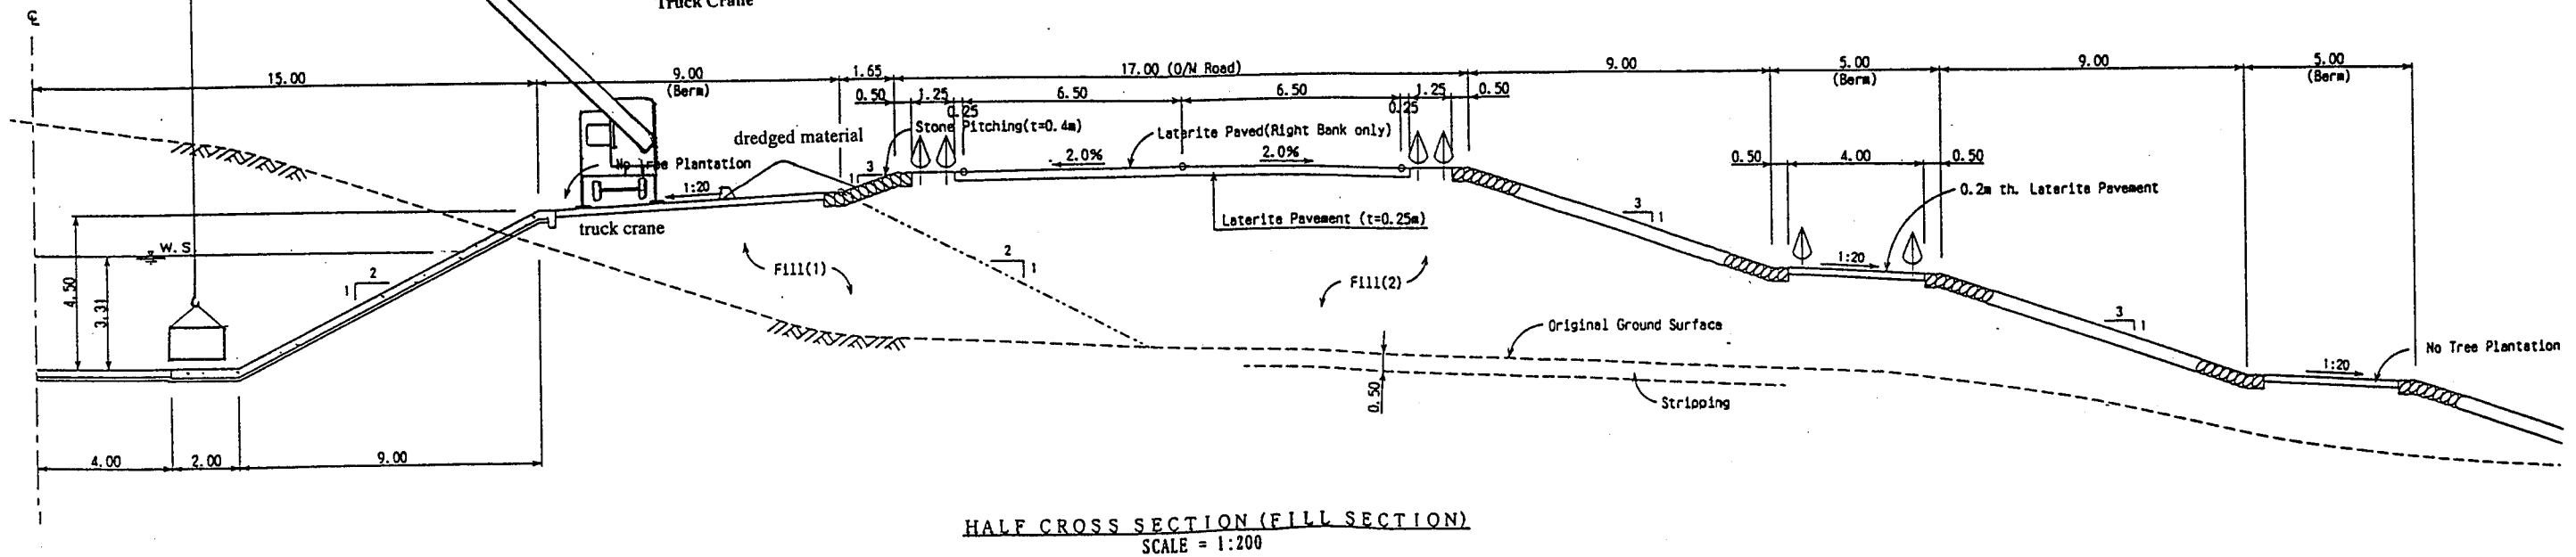 Truck Crane
℄
15.00
9.00
(Berm)
1.65
17.00 (O/M Road)
9.00
5.00
(Berm)
9.00
5.00
(Berm)
0.50
1.25
0.25
6.50
6.50
0.25
1.25
0.50
dredged material
Stone Pitching(t=0.4m)
Laterite Paved(Right Bank only)
No Tree Plantation
3
1
2.0%
2.0%
0.50
4.00
0.50
1:20
0.2m th. Laterite Pavement
truck crane
Laterite Pavement (t=0.25m)
3
1
W.S
2
1
Fill(1)
2
1
Fill(2)
1:20
4.50
3.31
Original Ground Surface
3
1
No Tree Plantation
0.50
Stripping
1:20
4.00
2.00
9.00
HALF CROSS SECTION (FILL SECTION)
SCALE = 1:200